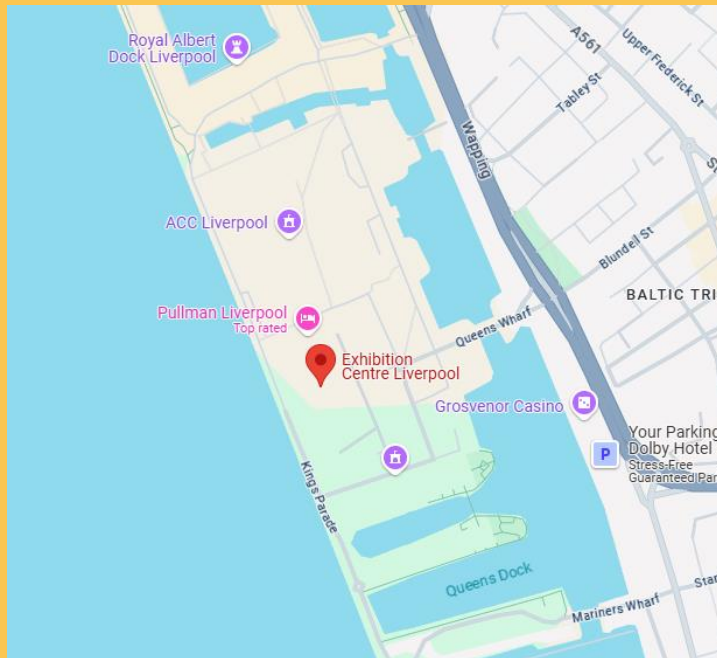 Royal Albert
Dock Liverpool
A561
Upper Frederick St
Tabley St
Wapping
ACC Liverpool
Blundell St
BALTIC TRI
Pullman Liverpool
Top rated
Queens Wharf
Exhibition
Centre Liverpool
Grosvenor Casino
P
Your Parking
Dolby Hotel
Stress-Free
Guaranteed Par
Kings Parade
Queens Dock
Mariners Wharf